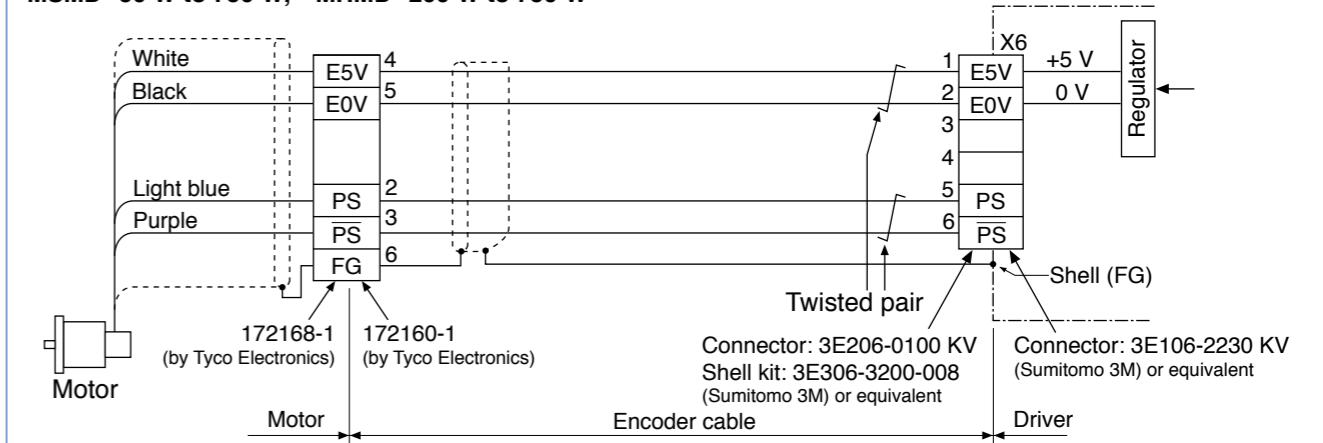 White
Black
Light blue
Purple
E5V 4
E0V 5
PS 2
P̅S̅ 3
FG 6
X6
1 E5V +5 V
2 E0V 0 V
3
4
5 PS
6 P̅S̅
Regulator
Shell (FG)
Twisted pair
172168-1
(by Tyco Electronics)
172160-1
(by Tyco Electronics)
Connector: 3E206-0100 KV
Shell kit: 3E306-3200-008
(Sumitomo 3M) or equivalent
Connector: 3E106-2230 KV
(Sumitomo 3M) or equivalent
Motor
Motor
Encoder cable
Driver